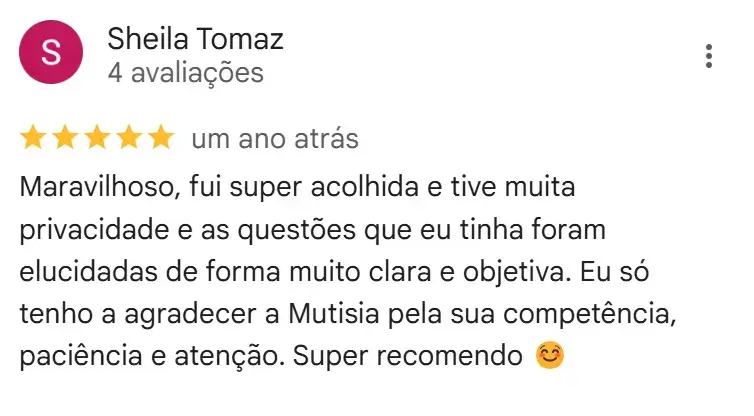 S
Sheila Tomaz
4 avaliações
um ano atrás
Maravilhoso, fui super acolhida e tive muita
privacidade e as questões que eu tinha foram
elucidadas de forma muito clara e objetiva. Eu só
tenho a agradecer a Mutisia pela sua competência,
paciência e atenção. Super recomendo 😊